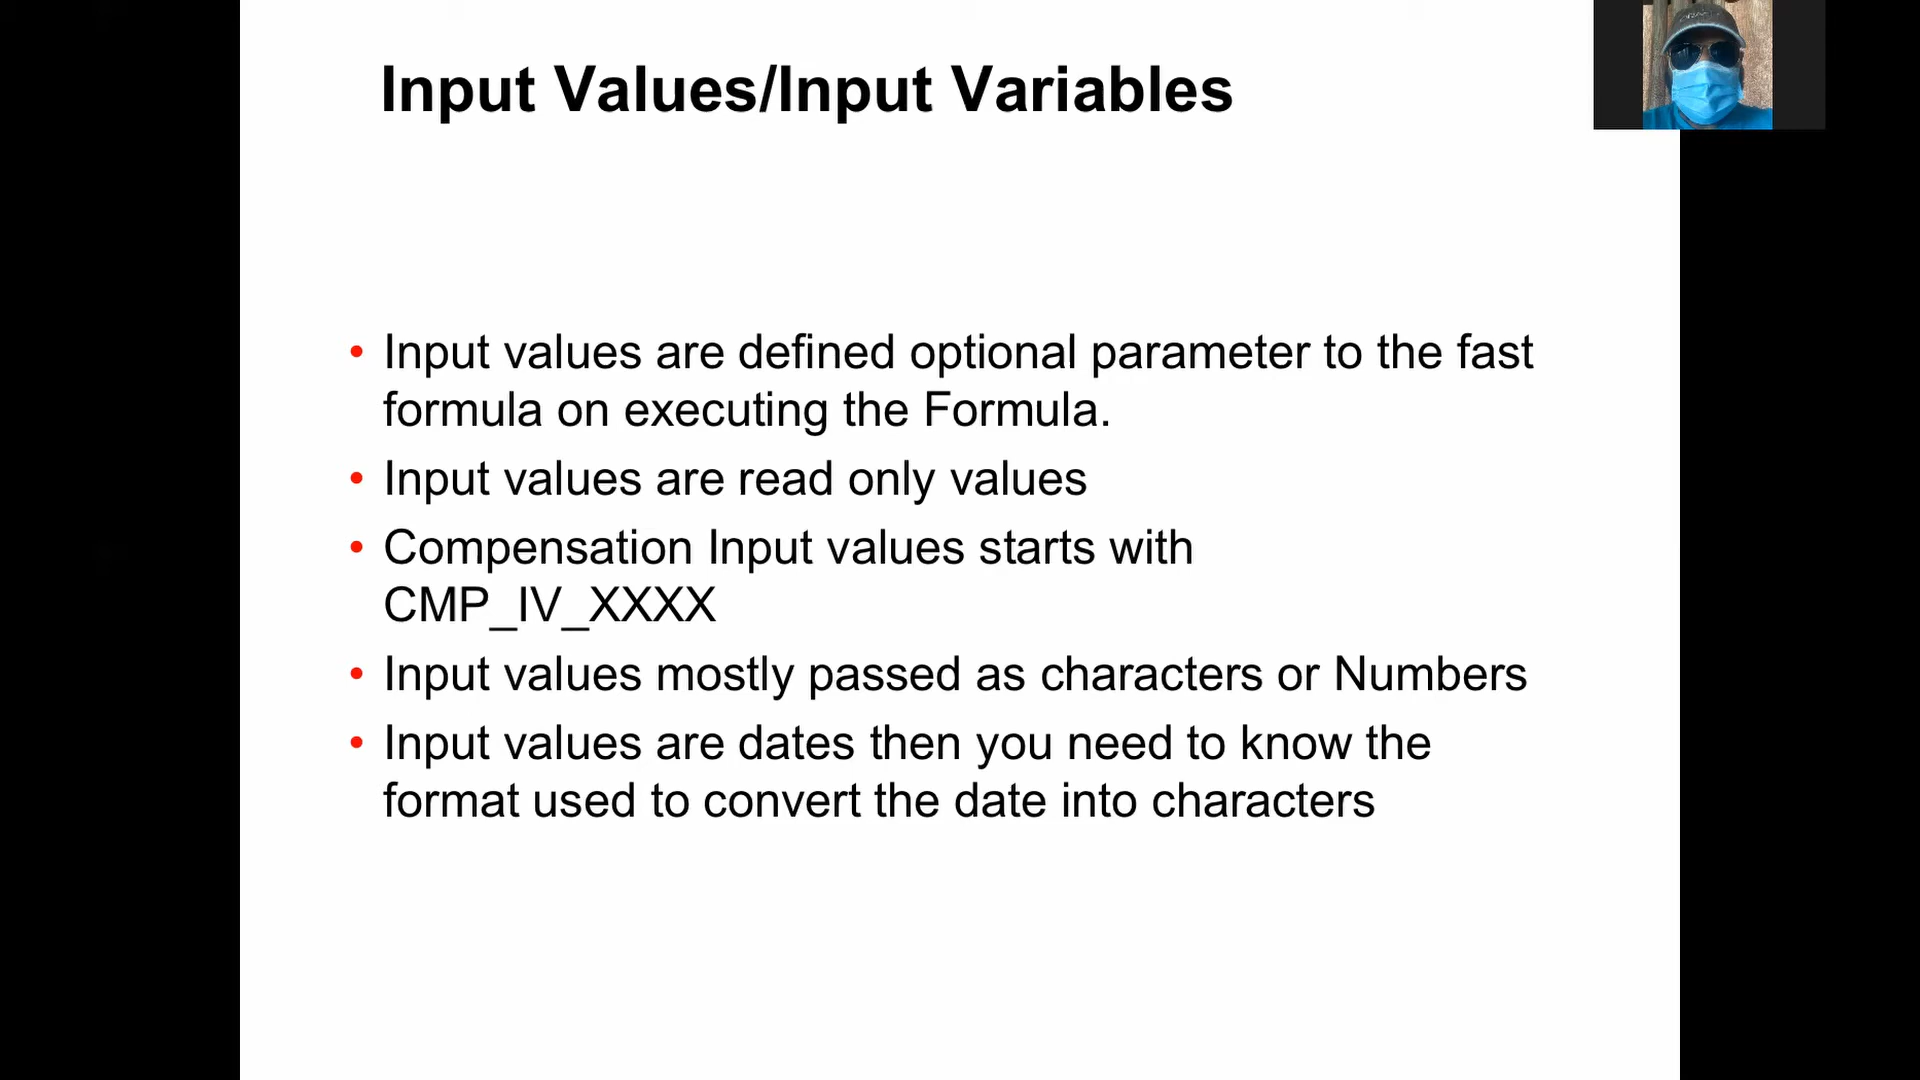 Input Values/Input Variables
• Input values are defined optional parameter to the fast
formula on executing the Formula.
• Input values are read only values
• Compensation Input values starts with
CMP_IV_XXXX
• Input values mostly passed as characters or Numbers
• Input values are dates then you need to know the
format used to convert the date into characters